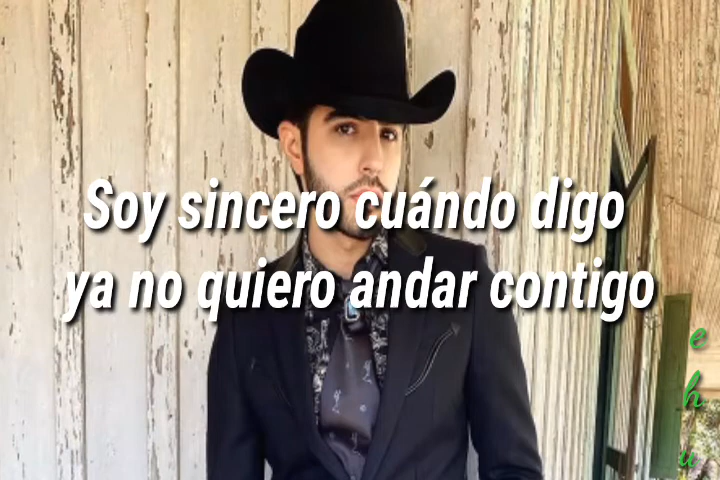 Soy sincero cuándo digo
ya no quiero andar contigo
e
h
u